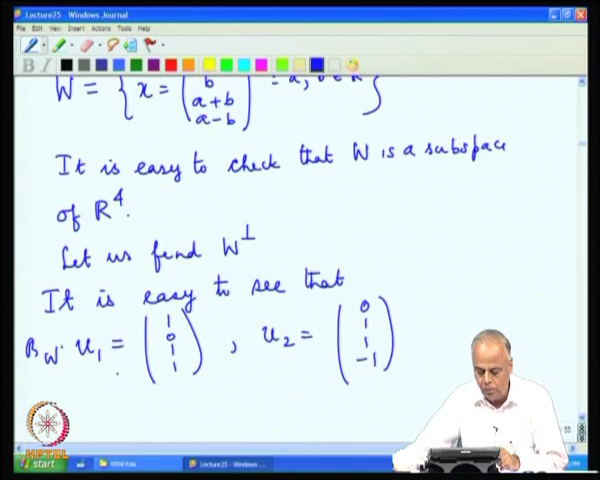 Lecture25 - Windows Journal
File Edit View Insert Actions Tools Help
B I
W = { x = ( b a+b a-b ) : a, b ∈ R }
It is easy to check that W is a subspace
of R⁴.
Let us find W⊥
It is easy to see that
B_W: u₁ = ( 1 0 1 1 ) , u₂ = ( 0 1 1 -1 )
NPTEL
start
Lecture25 - Windows ...